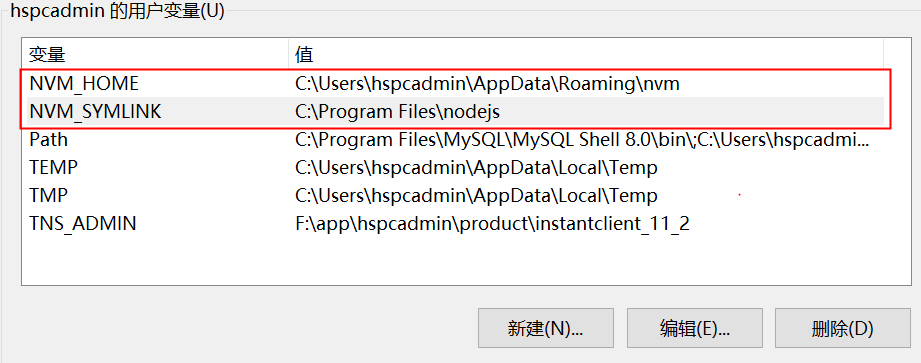 hspcadmin 的用户变量(U)
变量 值
NVM_HOME C:\Users\hspcadmin\AppData\Roaming\nvm
NVM_SYMLINK C:\Program Files\nodejs
Path C:\Program Files\MySQL\MySQL Shell 8.0\bin\;C:\Users\hspcadmi...
TEMP C:\Users\hspcadmin\AppData\Local\Temp
TMP C:\Users\hspcadmin\AppData\Local\Temp
TNS_ADMIN F:\app\hspcadmin\product\instantclient_11_2
新建(N)... 编辑(E)... 删除(D)